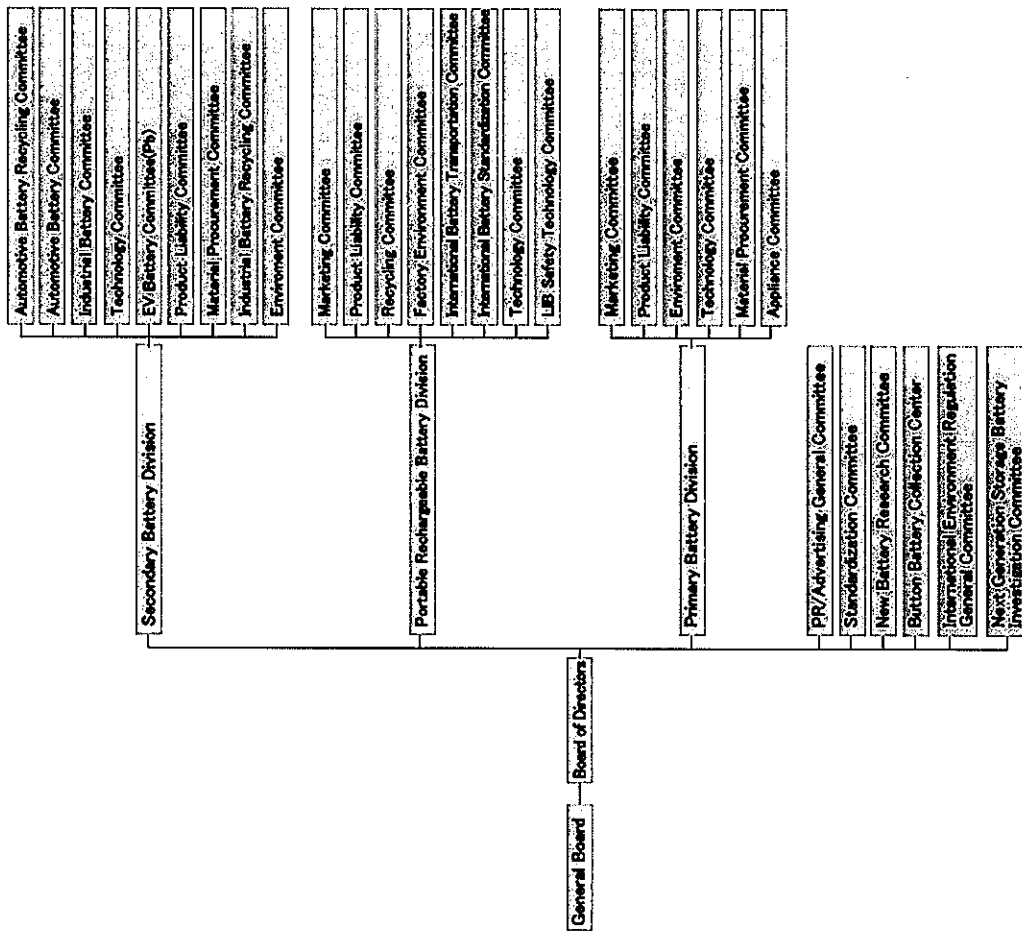 General Board
Board of Directors
Secondary Battery Division
Automotive Battery Recycling Committee
Automotive Battery Committee
Industrial Battery Committee
Technology Committee
EV Battery Committee(Pb)
Product Liability Committee
Material Procurement Committee
Industrial Battery Recycling Committee
Enviroment Committee
Portable Rechargeable Battery Division
Marketing Committee
Product Liability Committee
Recycling Committee
Factory Environment Committee
International Battery Transportation Committee
International Battery Standardization Committee
Technology Committee
LIB Safety Technology Committee
Primary Battery Division
Marketing Committee
Product Liability Committee
Enviroment Committee
Technology Committee
Material Procurement Committee
Appliance Committee
PR/Advertising General Committee
Standardization Committee
New Battery Research Committee
Button Battery Collection Center
International Environment Regulation
General Committee
Next Generation Storage Battery
Investigation Committee